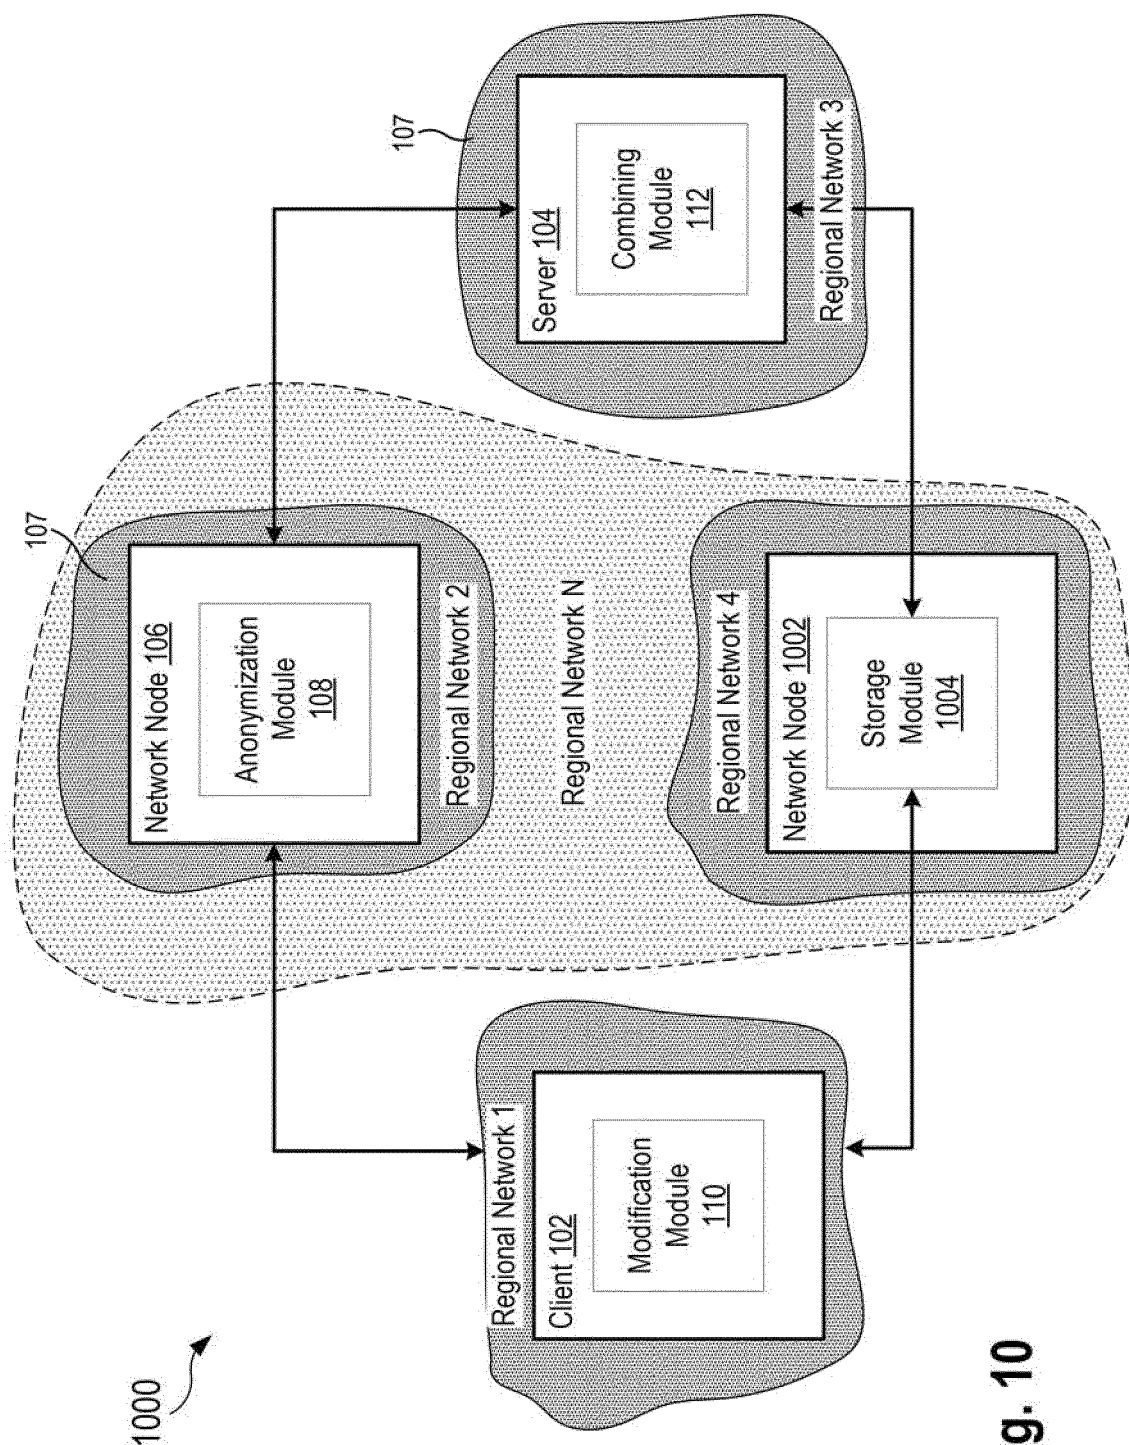 1000
107
Network Node 106
Anonymization
Module
108
Regional Network 2
107
Regional Network 1
Client 102
Modification
Module
110
Regional Network N
Server 104
Combining
Module
112
Regional Network 3
Regional Network 4
Network Node 1002
Storage
Module
1004
g. 10